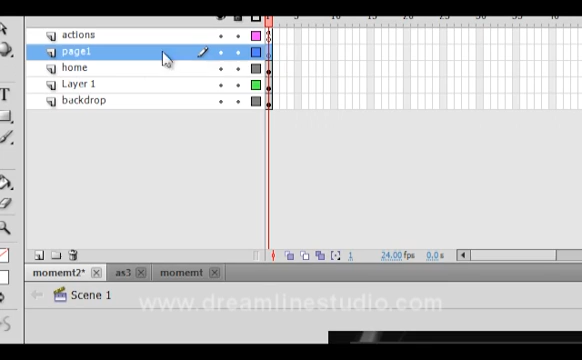 5 10 15 20 25 30 35 40
actions
page1
home
Layer 1
backdrop
1 24.00 fps 0.0 s
momemt2* as3 momemt
Scene 1
www.dreamlinestudio.com
T